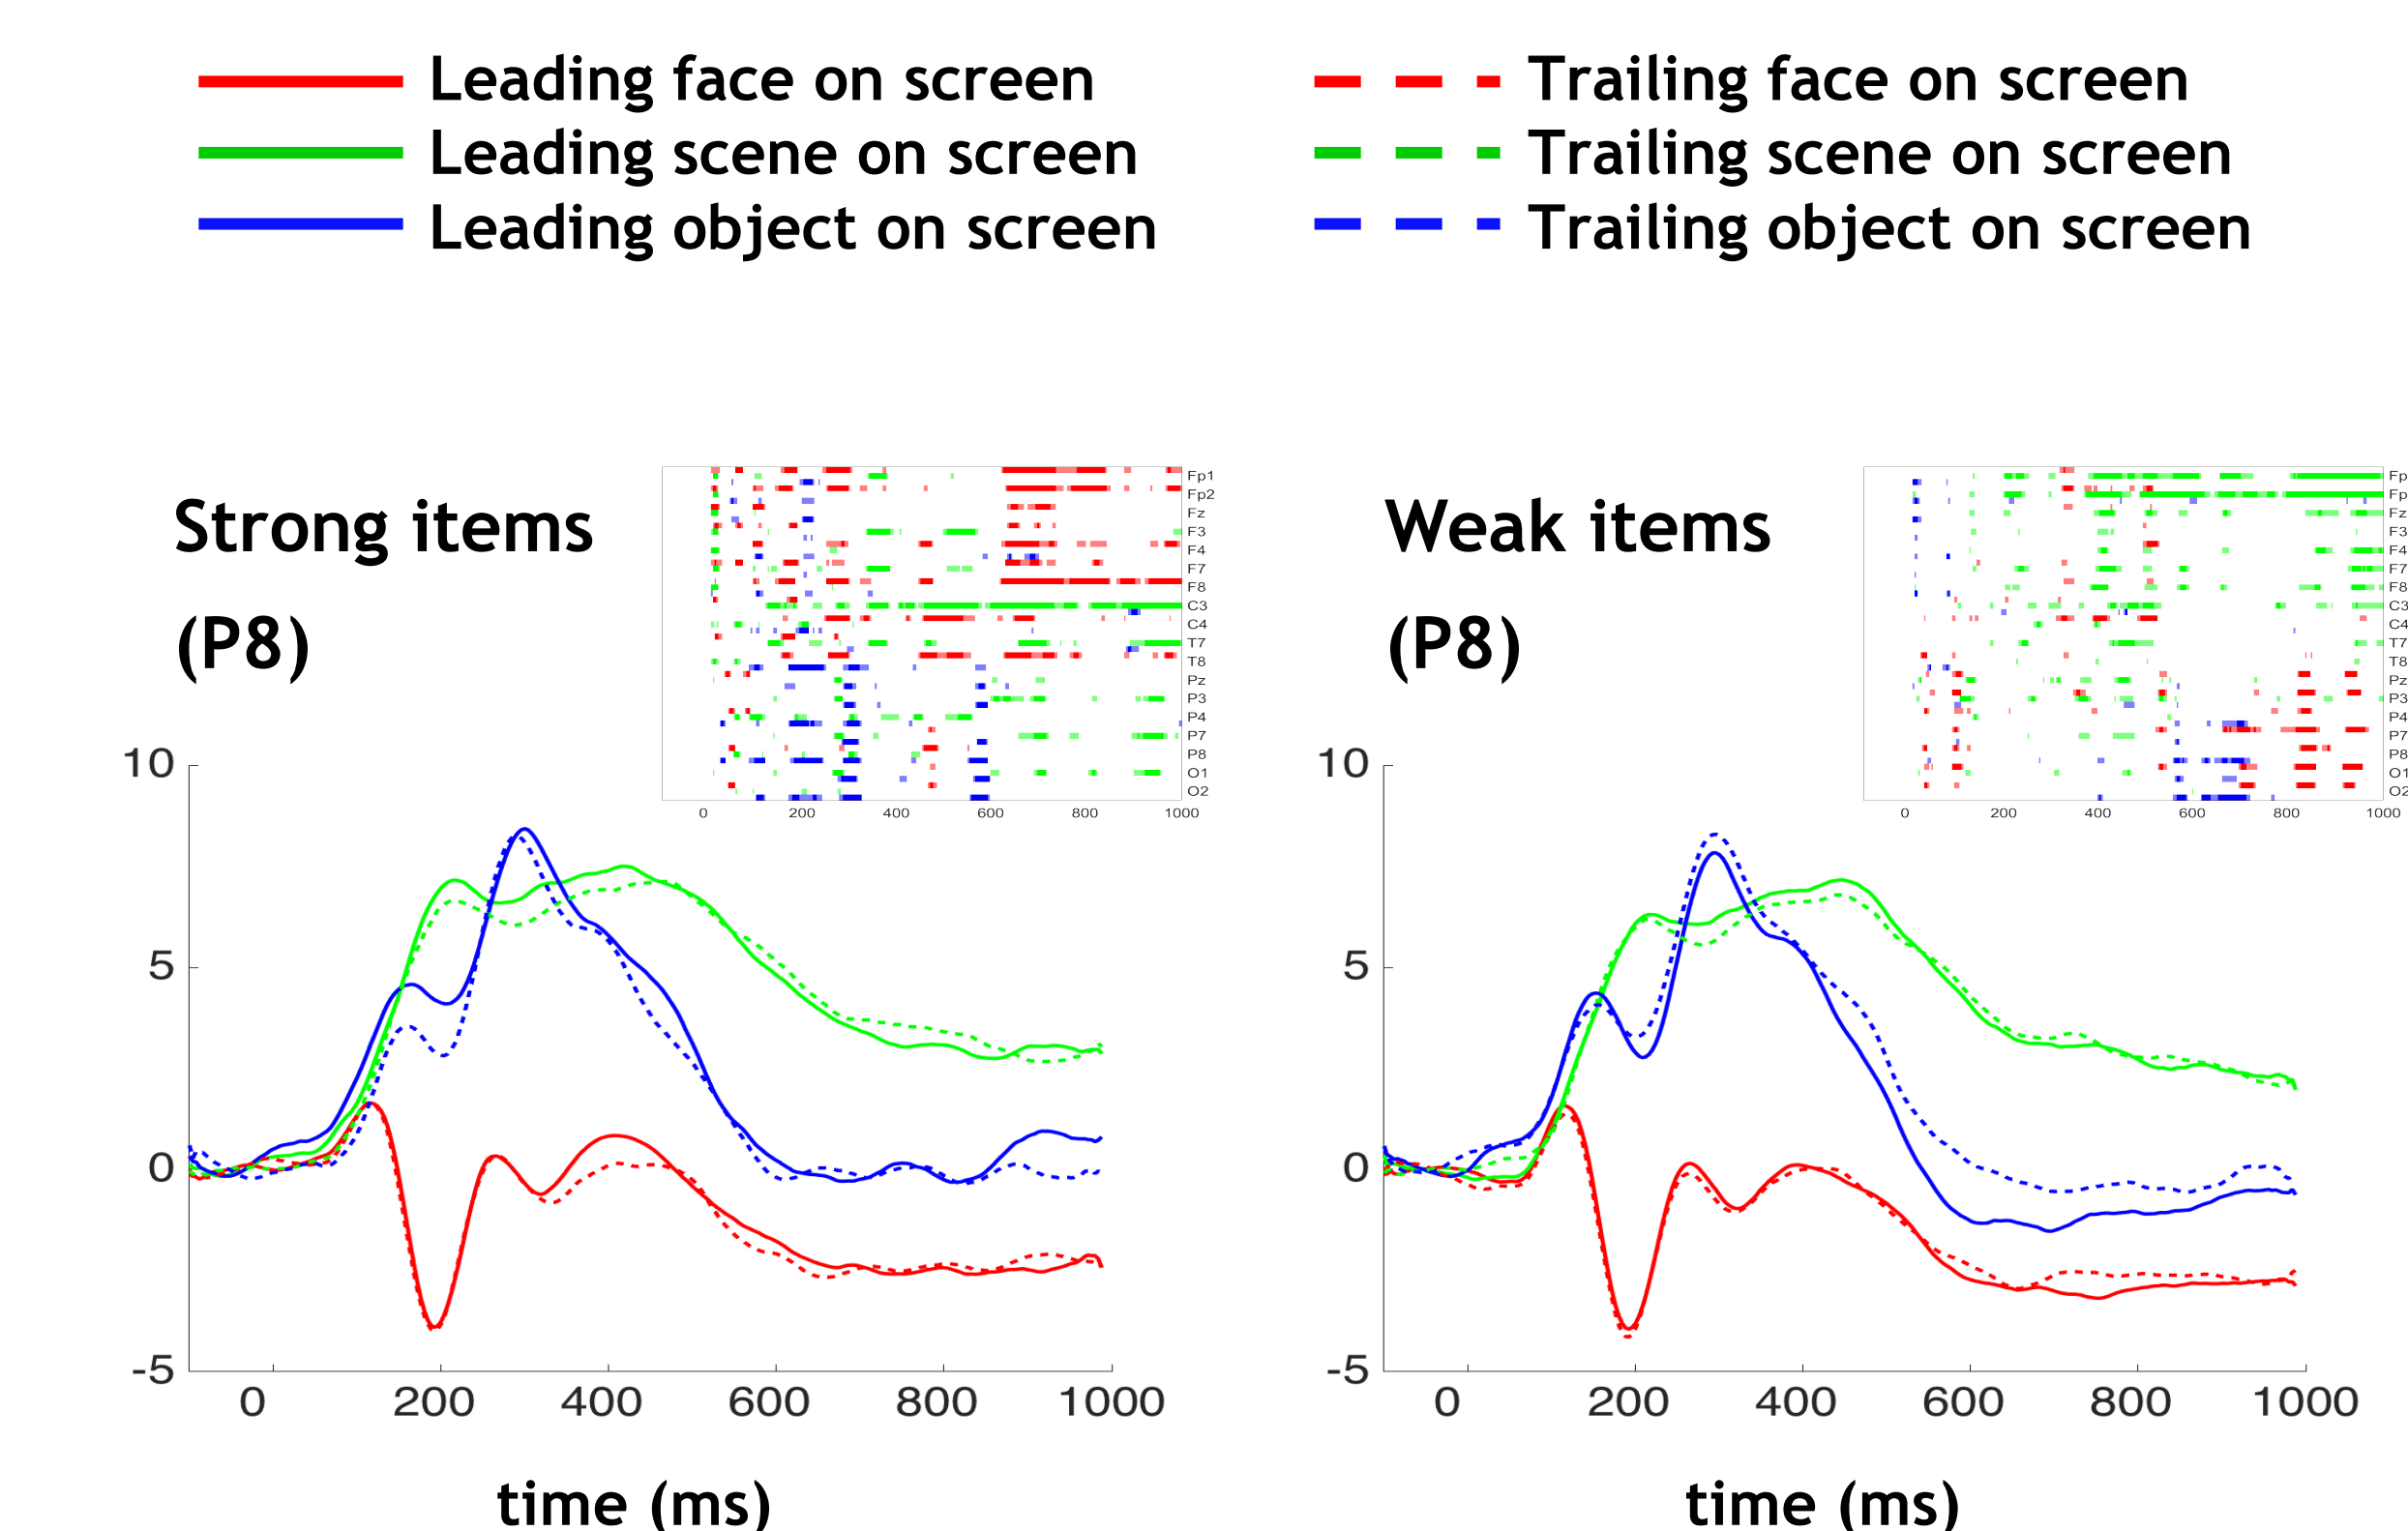 Leading face on screen
Trailing face on screen
Leading scene on screen
Trailing scene on screen
Leading object on screen
Trailing object on screen
Strong items
(P8)
Fp1
Fp2
Fz
F3
F4
F7
F8
C3
C4
T7
T8
Pz
P3
P4
P7
P8
O1
O2
0 200 400 600 800 1000
10
5
0
-5
0 200 400 600 800 1000
time (ms)
Weak items
(P8)
Fp
Fp
Fz
F3
F4
F7
F8
C3
C4
T7
T8
Pz
P3
P4
P7
P8
O1
O2
0 200 400 600 800 1000
10
5
0
-5
0 200 400 600 800 1000
time (ms)